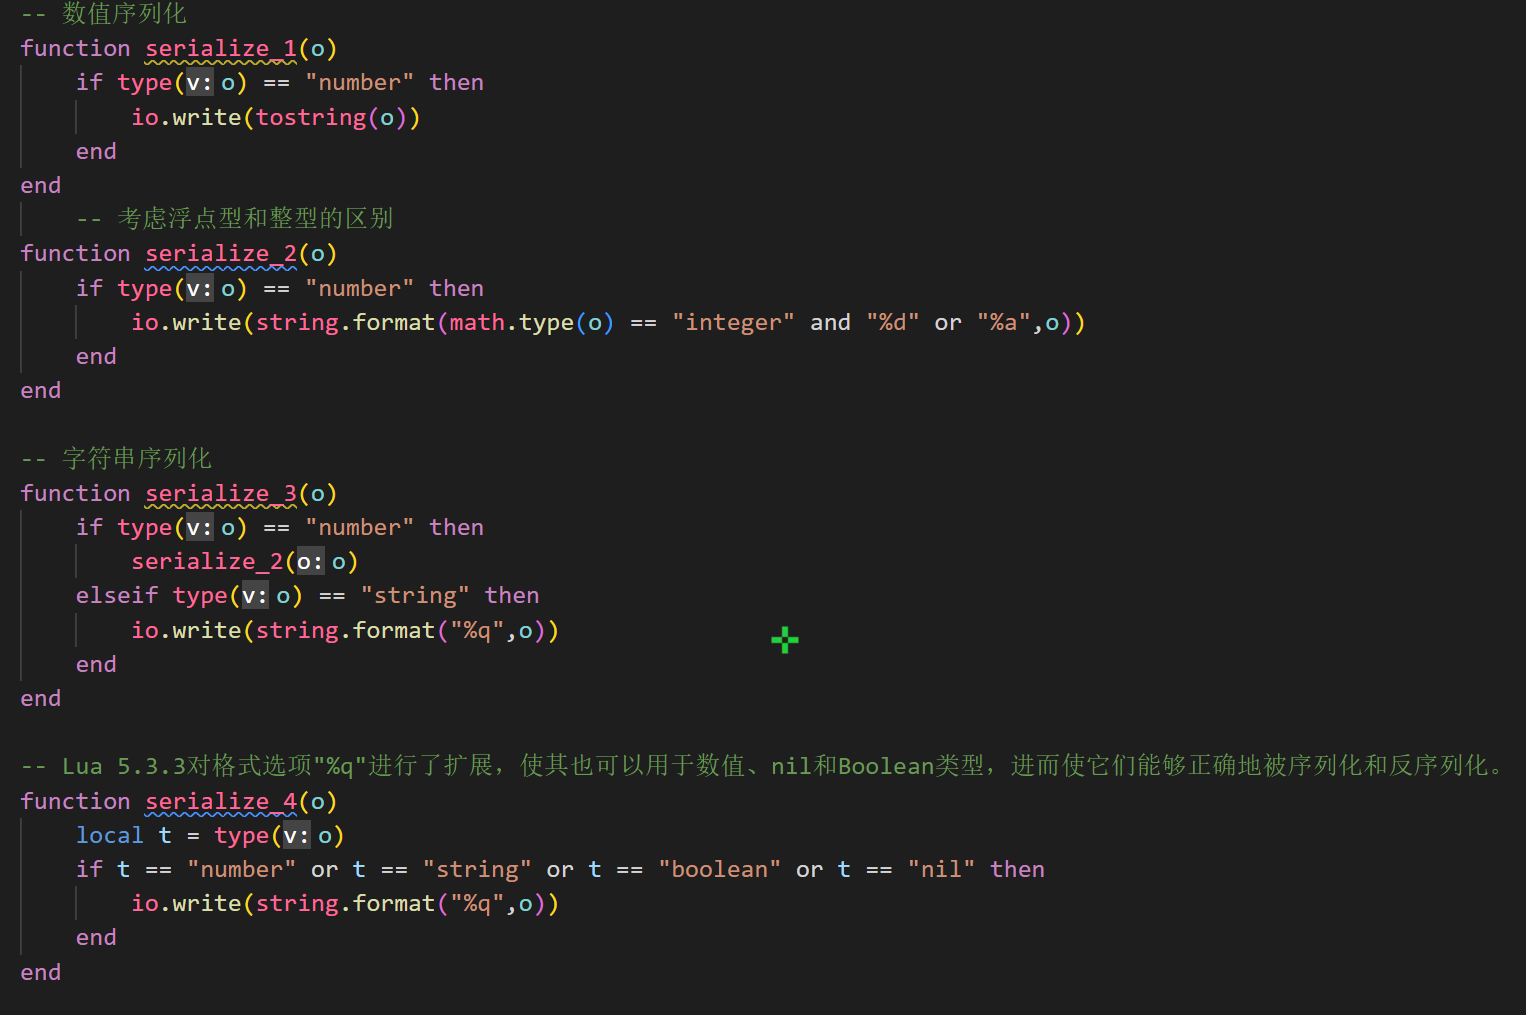 -- 数值序列化
function serialize_1(o)
    if type(v: o) == "number" then
        io.write(tostring(o))
    end
end
    -- 考虑浮点型和整型的区别
function serialize_2(o)
    if type(v: o) == "number" then
        io.write(string.format(math.type(o) == "integer" and "%d" or "%a",o))
    end
end

-- 字符串序列化
function serialize_3(o)
    if type(v: o) == "number" then
        serialize_2(o: o)
    elseif type(v: o) == "string" then
        io.write(string.format("%q",o))
    end
end

-- Lua 5.3.3对格式选项"%q"进行了扩展，使其也可以用于数值、nil和Boolean类型，进而使它们能够正确地被序列化和反序列化。
function serialize_4(o)
    local t = type(v: o)
    if t == "number" or t == "string" or t == "boolean" or t == "nil" then
        io.write(string.format("%q",o))
    end
end